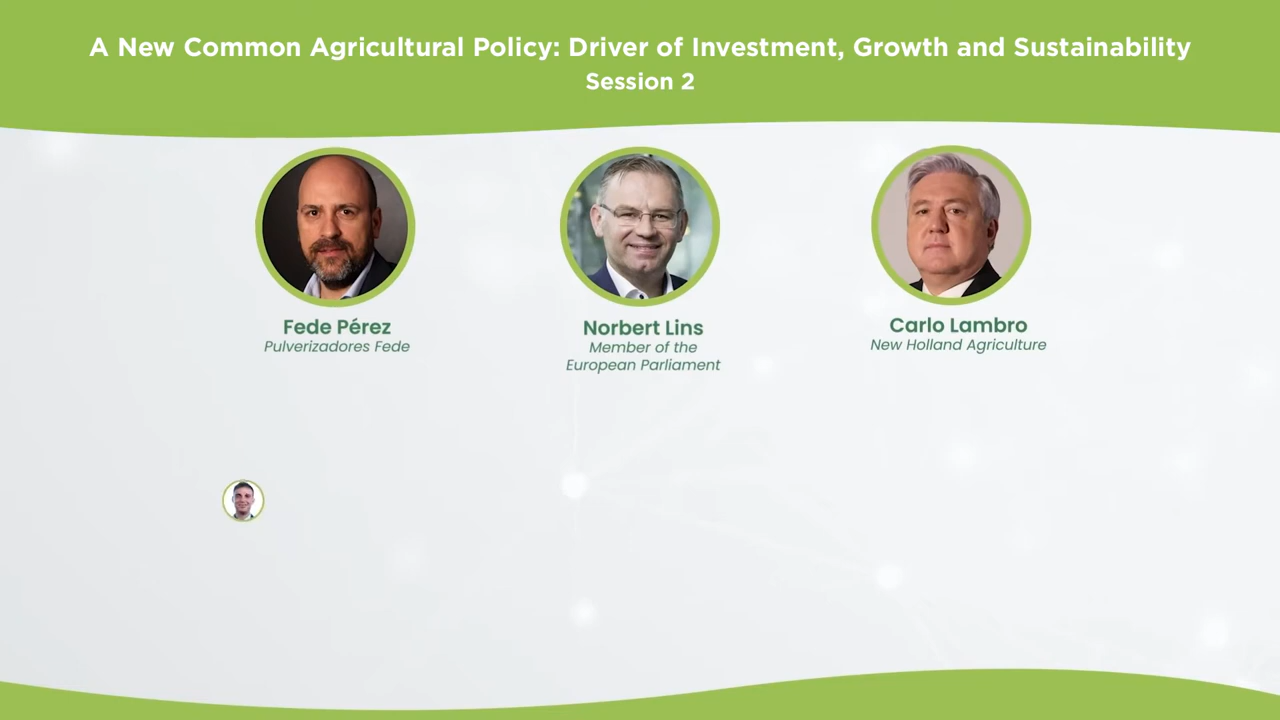 A New Common Agricultural Policy: Driver of Investment, Growth and Sustainability
Session 2
Fede Pérez
Pulverizadores Fede
Norbert Lins
Member of the
European Parliament
Carlo Lambro
New Holland Agriculture